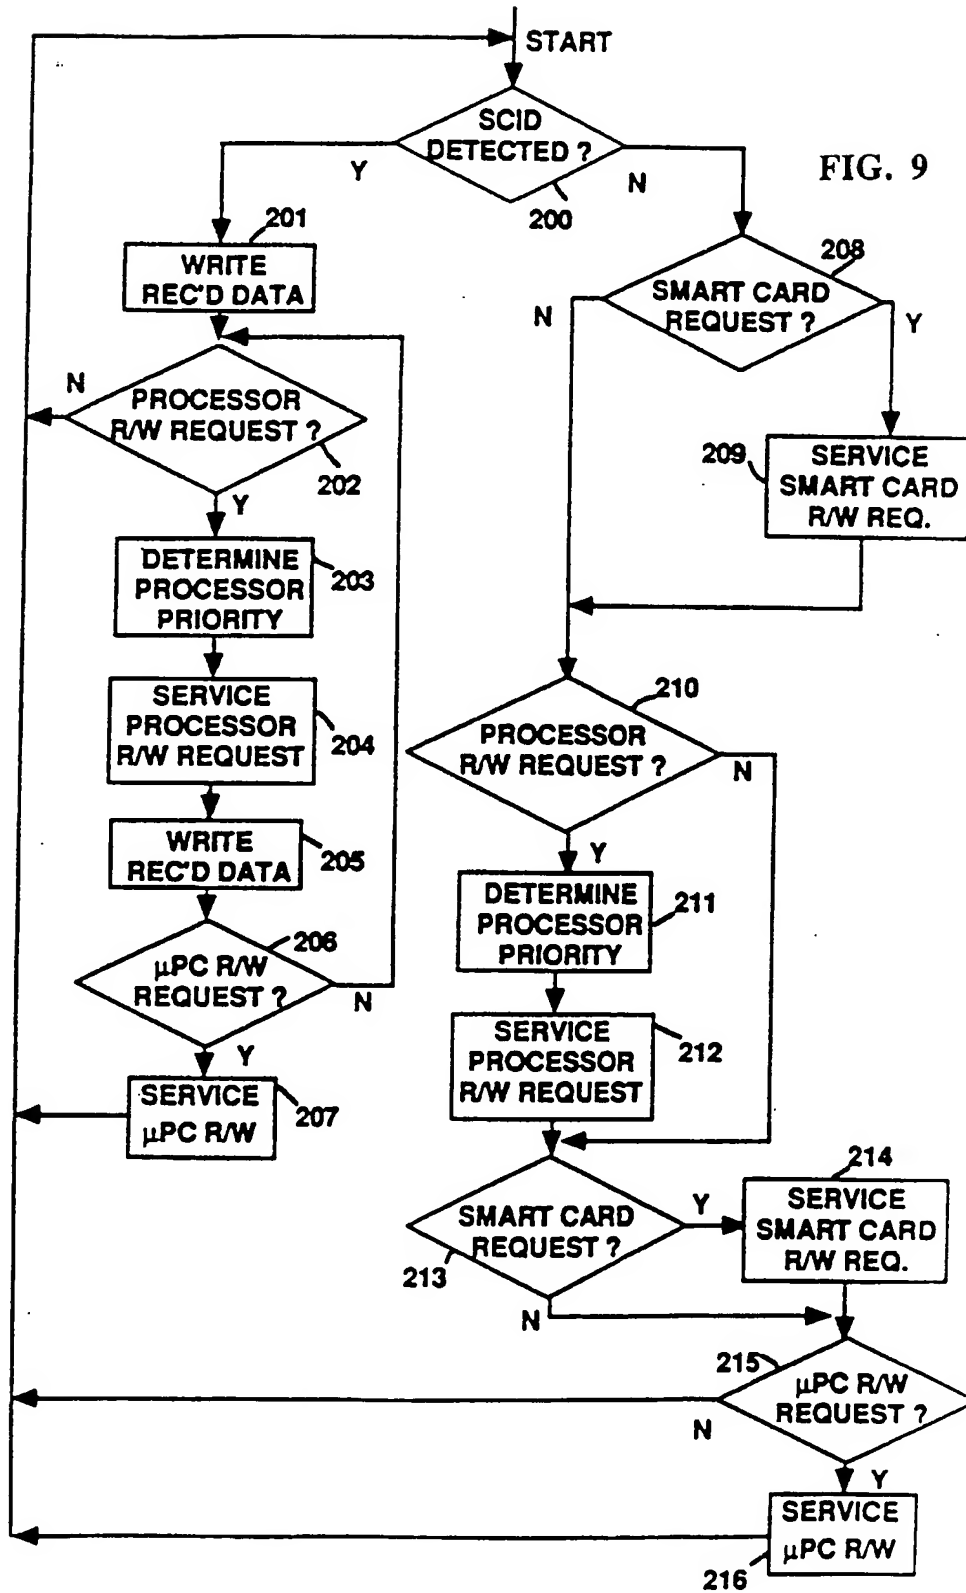 START
SCID
DETECTED ?
Y
N
200
FIG. 9
201
WRITE
REC'D DATA
208
SMART CARD
REQUEST ?
N
Y
N
PROCESSOR
R/W REQUEST ?
202
Y
209
SERVICE
SMART CARD
R/W REQ.
DETERMINE
PROCESSOR
PRIORITY
203
SERVICE
PROCESSOR
R/W REQUEST
204
210
PROCESSOR
R/W REQUEST ?
N
Y
WRITE
REC'D DATA
205
DETERMINE
PROCESSOR
PRIORITY
211
206
μPC R/W
REQUEST ?
N
Y
SERVICE
PROCESSOR
R/W REQUEST
212
SERVICE
μPC R/W
207
SMART CARD
REQUEST ?
213
Y
N
214
SERVICE
SMART CARD
R/W REQ.
215
μPC R/W
REQUEST ?
N
Y
SERVICE
μPC R/W
216